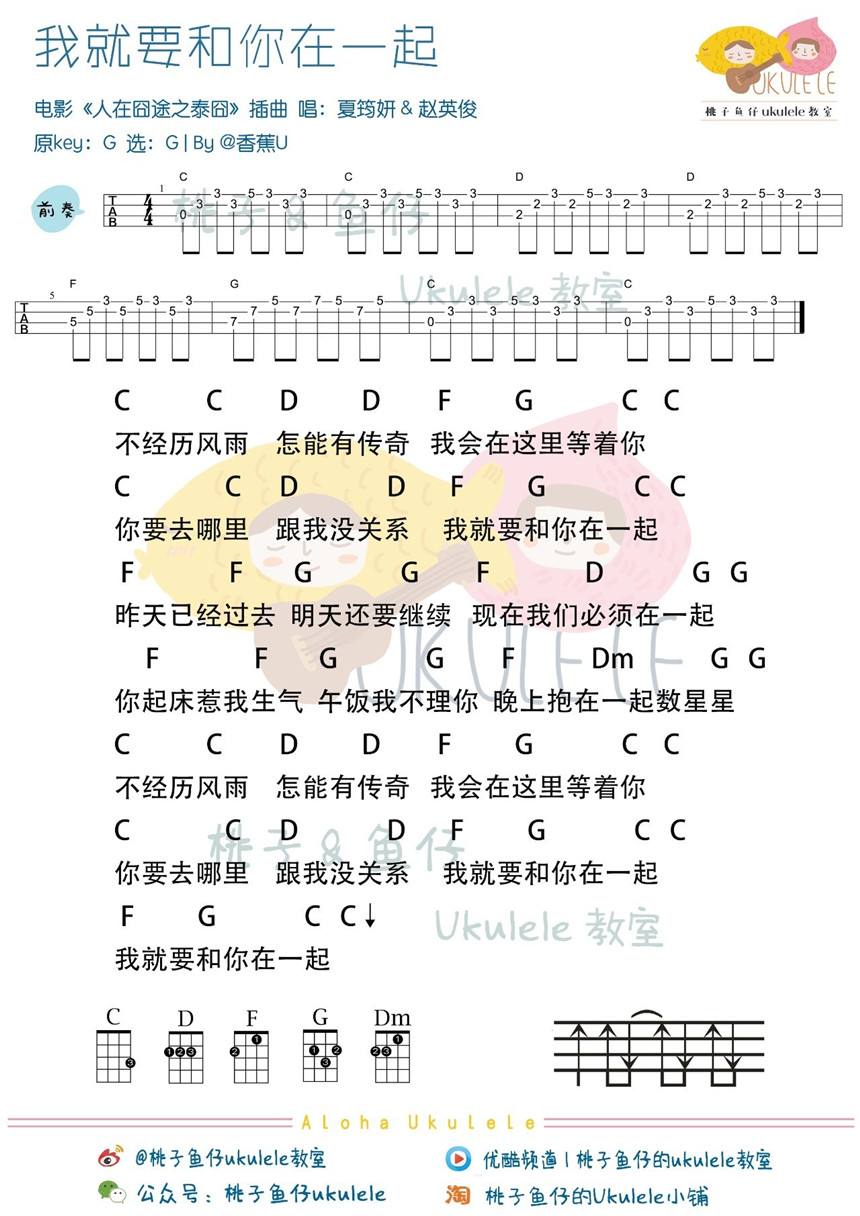 我就要和你在一起
UKULELE
桃子鱼仔ukulele教室
电影《人在囧途之泰囧》插曲 唱：夏筠妍 & 赵英俊
原key：G 选：G | By @香蕉U
前奏
C C D D
1
T A B 4 4 0 3 3 3 5 3 3 3 0 3 3 3 5 3 3 3 2 2 3 2 5 3 2 3 2 2 3 2 5 3 2 3
桃子 & 鱼仔
Ukulele 教室
F G C C
5
T A B 5 5 3 5 5 3 5 3 7 7 5 7 7 5 7 5 0 3 3 3 5 3 3 3 0 3 3 3 5 3 3 3
C C D D F G C C
不经历风雨 怎能有传奇 我会在这里等着你
C C D D F G C C
你要去哪里 跟我没关系 我就要和你在一起
F F G G F D G G
昨天已经过去 明天还要继续 现在我们必须在一起
UKULELE
F F G G F Dm G G
你起床惹我生气 午饭我不理你 晚上抱在一起数星星
C C D D F G C C
不经历风雨 怎能有传奇 我会在这里等着你
C C D D F G C C
桃子 & 鱼仔
你要去哪里 跟我没关系 我就要和你在一起
F G C C↓
Ukulele 教室
我就要和你在一起
C D F G Dm
3 1 2 3 2 1 1 2 3 2 3 1
Aloha Ukulele
@桃子鱼仔ukulele教室
优酷频道 | 桃子鱼仔的ukulele教室
公众号：桃子鱼仔ukulele
淘 桃子鱼仔的Ukulele小铺